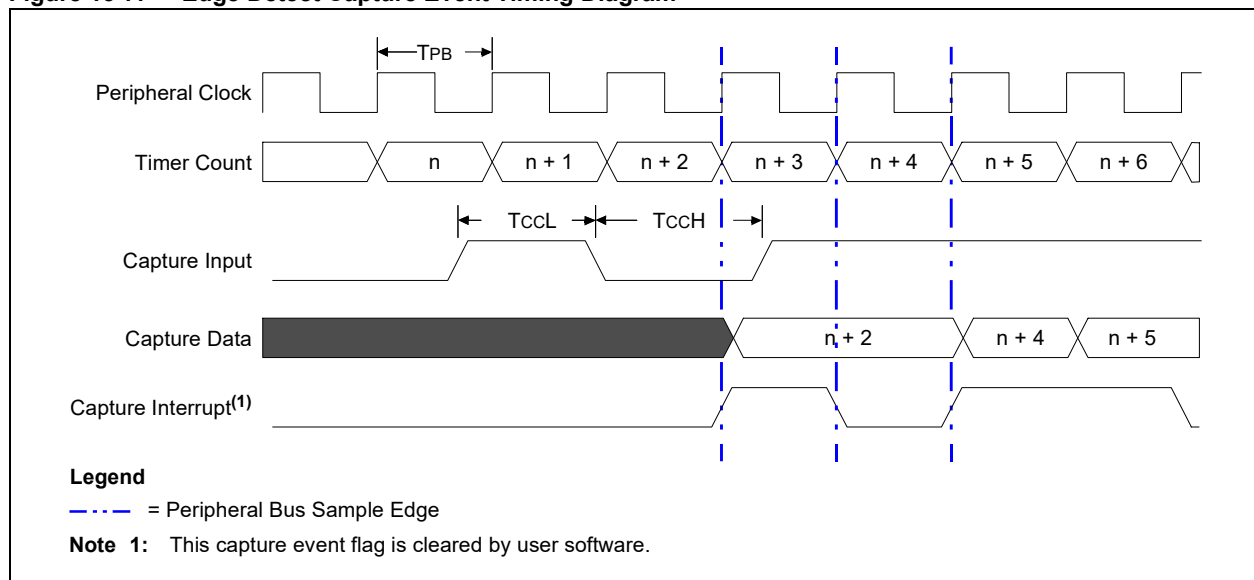 TPB
Peripheral Clock
Timer Count
n
n + 1
n + 2
n + 3
n + 4
n + 5
n + 6
TCCL
TCCH
Capture Input
Capture Data
n + 2
n + 4
n + 5
Capture Interrupt(1)
Legend
= Peripheral Bus Sample Edge
Note 1: This capture event flag is cleared by user software.